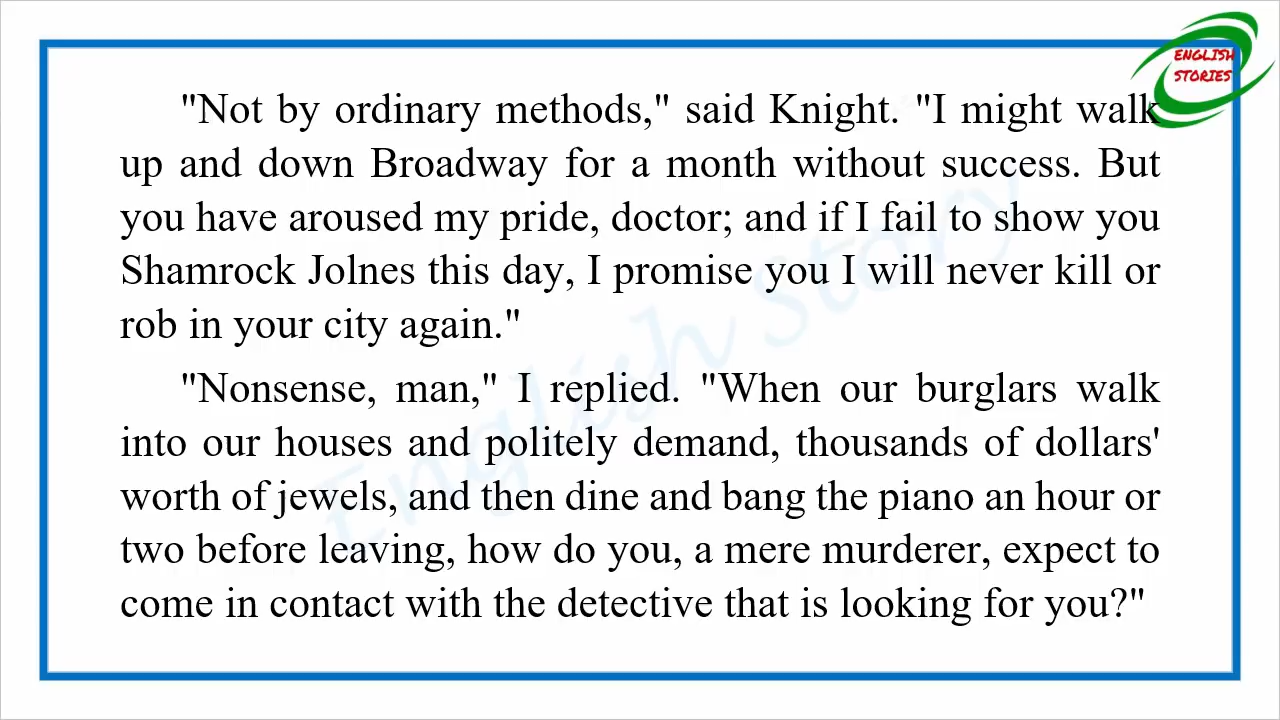 ENGLISH
STORIES
"Not by ordinary methods," said Knight. "I might walk
up and down Broadway for a month without success. But
you have aroused my pride, doctor; and if I fail to show you
Shamrock Jolnes this day, I promise you I will never kill or
rob in your city again."
"Nonsense, man," I replied. "When our burglars walk
into our houses and politely demand, thousands of dollars'
worth of jewels, and then dine and bang the piano an hour or
two before leaving, how do you, a mere murderer, expect to
come in contact with the detective that is looking for you?"
English Story